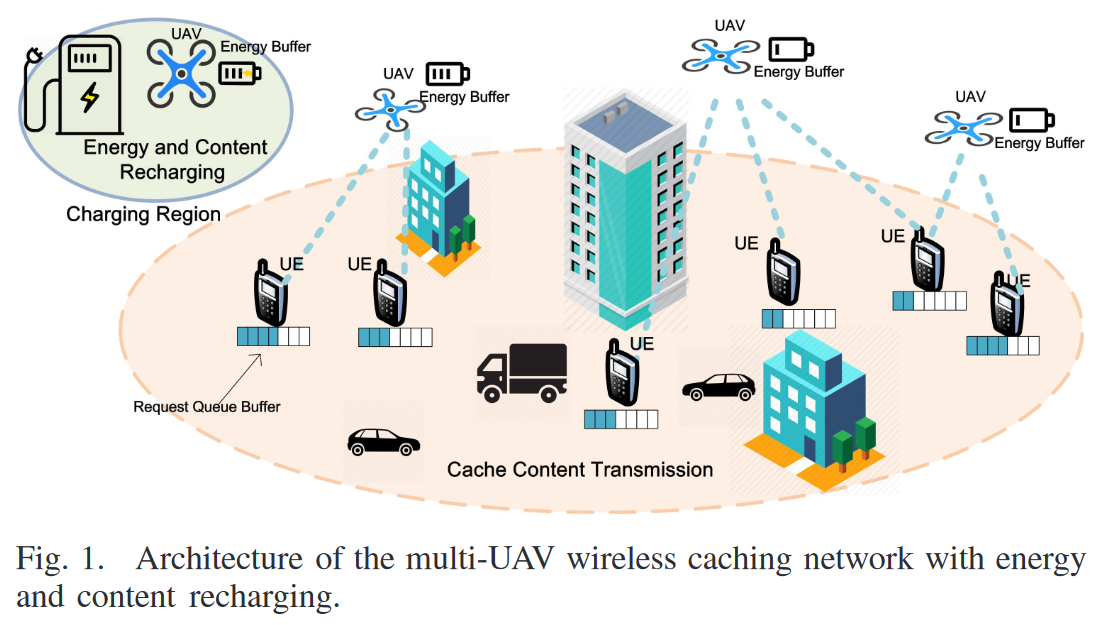 UAV
Energy Buffer
Energy and Content
Recharging
Charging Region
UAV
Energy Buffer
UAV
Energy Buffer
UAV
Energy Buffer
UE
UE
UE
UE
UE
UE
Request Queue Buffer
Cache Content Transmission
Fig. 1. Architecture of the multi-UAV wireless caching network with energy
and content recharging.